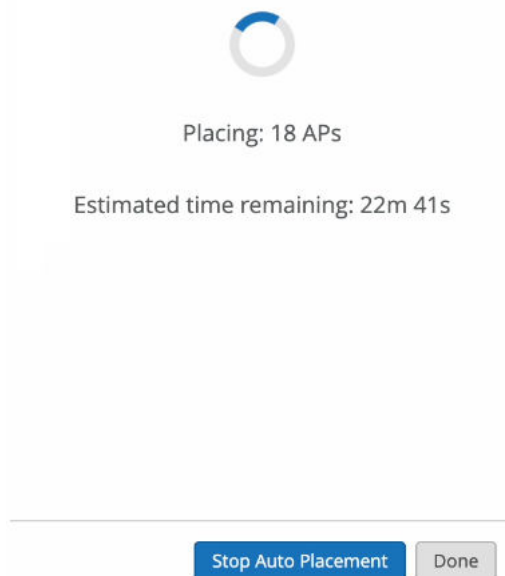 Placing: 18 APs
Estimated time remaining: 22m 41s
Stop Auto Placement
Done